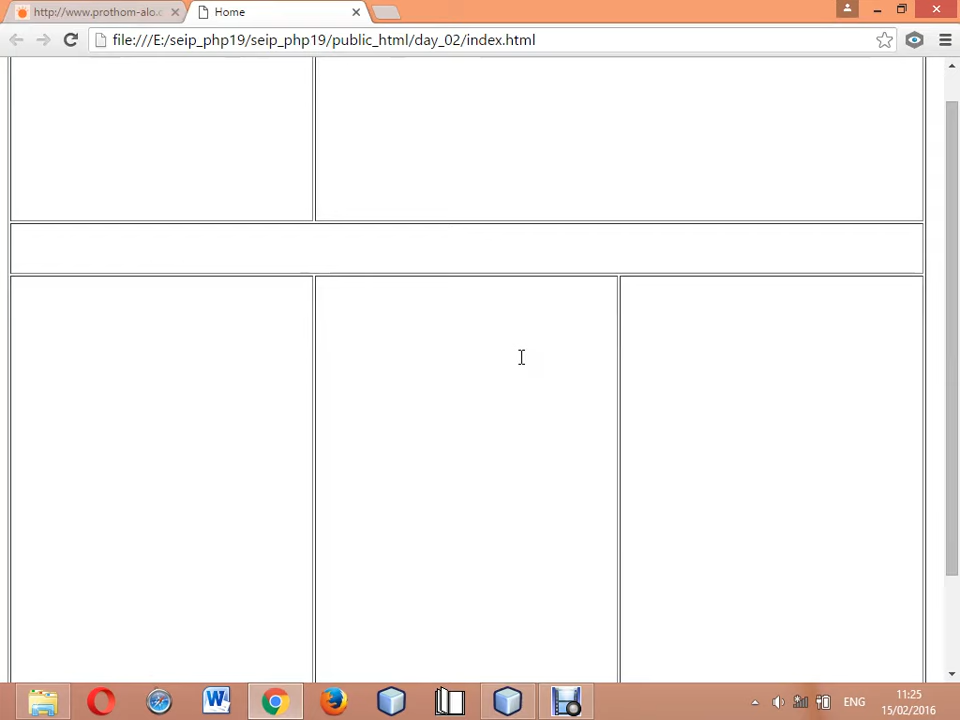 http://www.prothom-alo.c
Home
file:///E:/seip_php19/seip_php19/public_html/day_02/index.html
ENG
11:25
15/02/2016